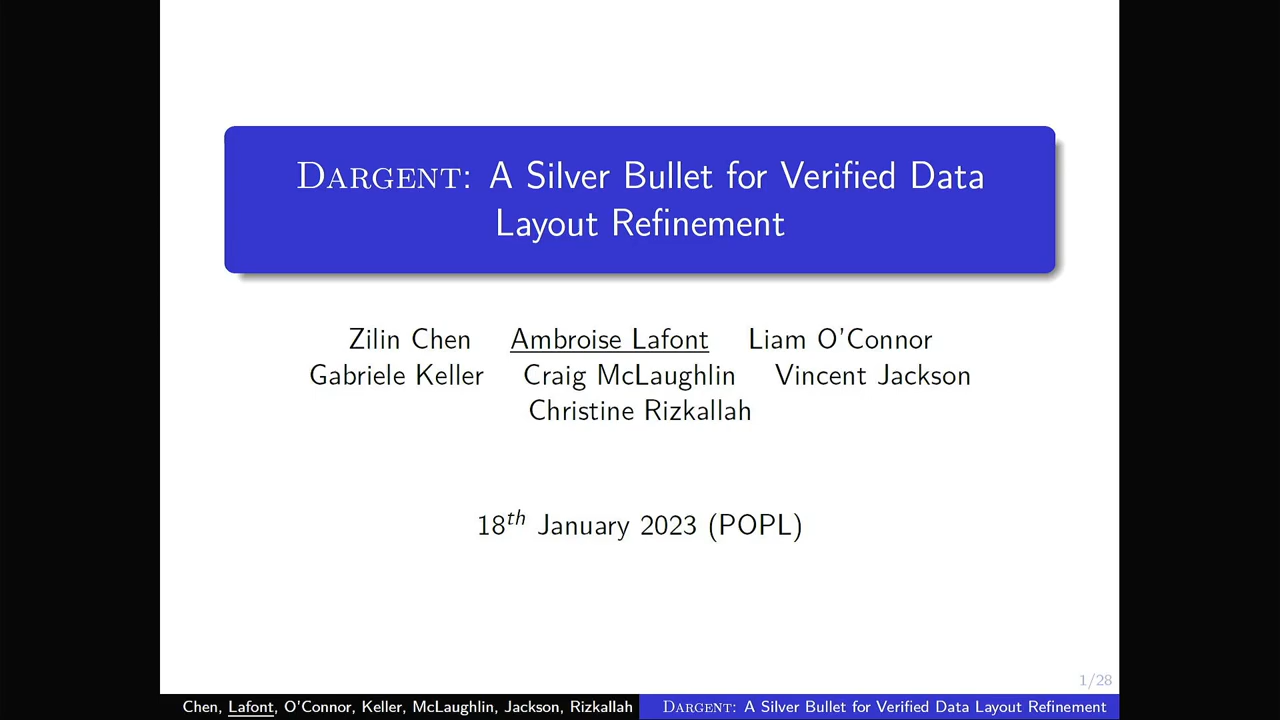 DARGENT: A Silver Bullet for Verified Data
Layout Refinement
Zilin Chen Ambroise Lafont Liam O'Connor
Gabriele Keller Craig McLaughlin Vincent Jackson
Christine Rizkallah
18th January 2023 (POPL)
1/28
Chen, Lafont, O'Connor, Keller, McLaughlin, Jackson, Rizkallah DARGENT: A Silver Bullet for Verified Data Layout Refinement